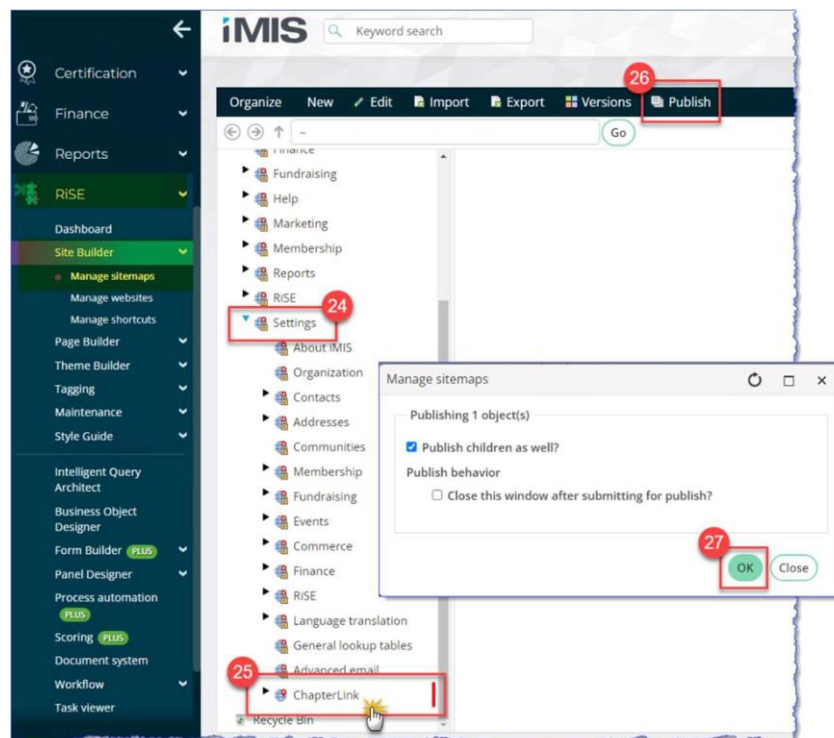 iMIS
Keyword search
Certification
Finance
Reports
RiSE
Dashboard
Site Builder
Manage sitemaps
Manage websites
Manage shortcuts
Page Builder
Theme Builder
Tagging
Maintenance
Style Guide
Intelligent Query
Architect
Business Object
Designer
Form Builder PLUS
Panel Designer
Process automation
PLUS
Scoring PLUS
Document system
Workflow
Task viewer
26
Organize New Edit Import Export Versions Publish
~ Go
Finance
Fundraising
Help
Marketing
Membership
Reports
RiSE
24
Settings
About iMIS
Organization
Contacts
Addresses
Communities
Membership
Fundraising
Events
Commerce
Finance
RiSE
Language translation
General lookup tables
Advanced email
25
ChapterLink
Recycle Bin
Manage sitemaps
Publishing 1 object(s)
Publish children as well?
Publish behavior
Close this window after submitting for publish?
27
OK Close